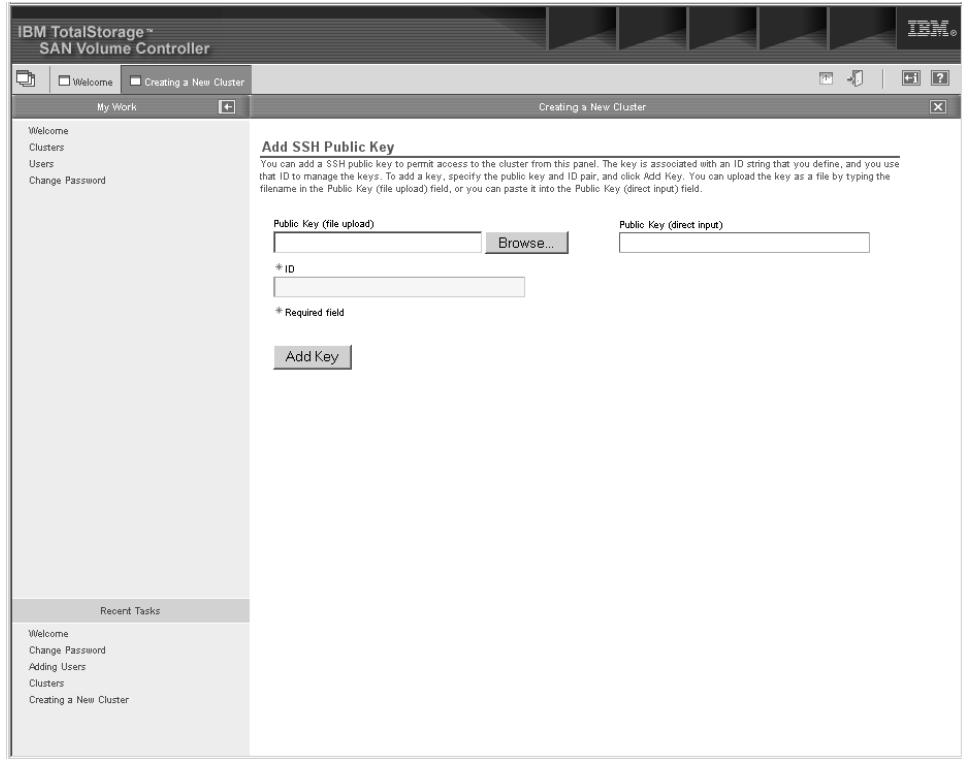 IBM TotalStorage™
SAN Volume Controller
IBM®
Welcome
Creating a New Cluster
?
My Work
Creating a New Cluster
Welcome
Clusters
Users
Change Password
Add SSH Public Key
You can add a SSH public key to permit access to the cluster from this panel. The key is associated with an ID string that you define, and you use
that ID to manage the keys. To add a key, specify the public key and ID pair, and click Add Key. You can upload the key as a file by typing the
filename in the Public Key (file upload) field, or you can paste it into the Public Key (direct input) field.
Public Key (file upload)
Browse...
Public Key (direct input)
* ID
* Required field
Add Key
Recent Tasks
Welcome
Change Password
Adding Users
Clusters
Creating a New Cluster